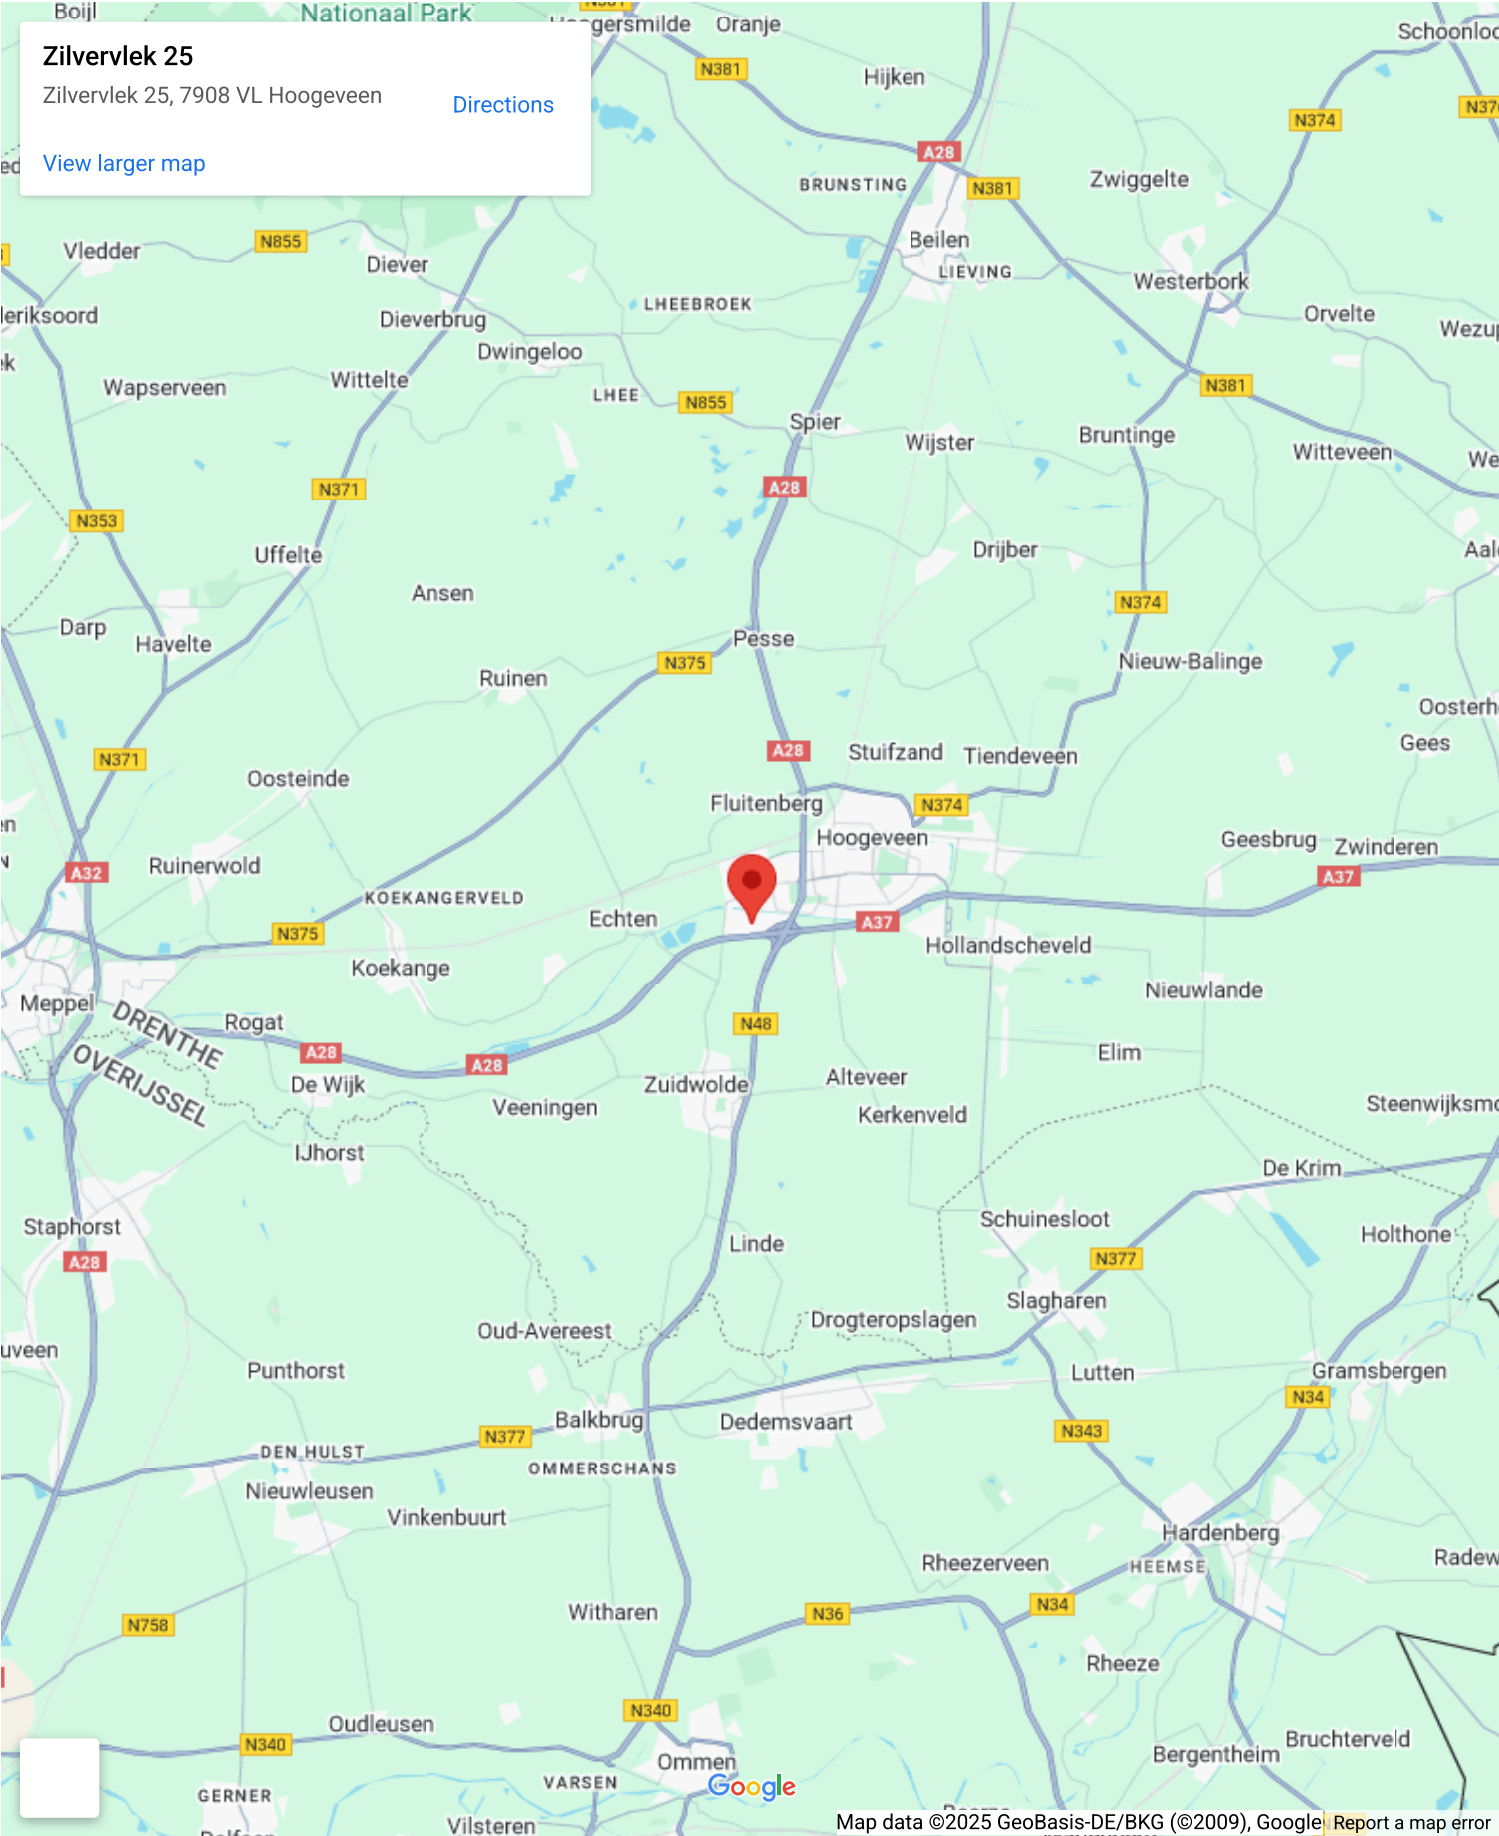 Boijl
Nationaal Park
Hoogersmilde
Oranje
Schoonloo
Zilvervlek 25
Zilvervlek 25, 7908 VL Hoogeveen
Directions
View larger map
N381
Hijken
N374
A28
BRUNSTING
N381
Zwiggelte
Vledder
N855
Diever
Beilen
LIEVING
Westerbork
LHEEBROEK
Orvelte
Dieverbrug
Dwingeloo
Wapserveen
Wittelte
LHEE
N855
N381
Spier
Wijster
Bruntinge
Witteveen
N371
A28
N353
Uffelte
Drijber
Ansen
N374
Darp
Havelte
Pesse
N375
Nieuw-Balinge
Ruinen
Gees
N371
A28
Stuifzand
Tiendeveen
Oosteinde
Fluitenberg
N374
Hoogeveen
Geesbrug
Zwinderen
A32
Ruinerwold
A37
KOEKANGERVELD
Echten
A37
N375
Hollandscheveld
Koekange
Nieuwlande
Meppel
DRENTHE
Rogat
N48
OVERIJSSEL
A28
A28
Elim
De Wijk
Zuidwolde
Alteveer
Veeningen
Kerkenveld
IJhorst
De Krim
Staphorst
Schuinesloot
Holthone
Linde
N377
A28
Slagharen
Drogteropslagen
Oud-Avereest
Punthorst
Lutten
Gramsbergen
N34
Balkbrug
Dedemsvaart
N377
N343
DEN HULST
OMMERSCHANS
Nieuwleusen
Vinkenbuurt
Hardenberg
Rheezerveen
HEEMSE
Witharen
N36
N34
N758
Rheeze
N340
Oudleusen
N340
Bruchterveld
Ommen
Bergentheim
VARSEN
Google
GERNER
Vilsteren
Map data ©2025 GeoBasis-DE/BKG (©2009), Google
Report a map error